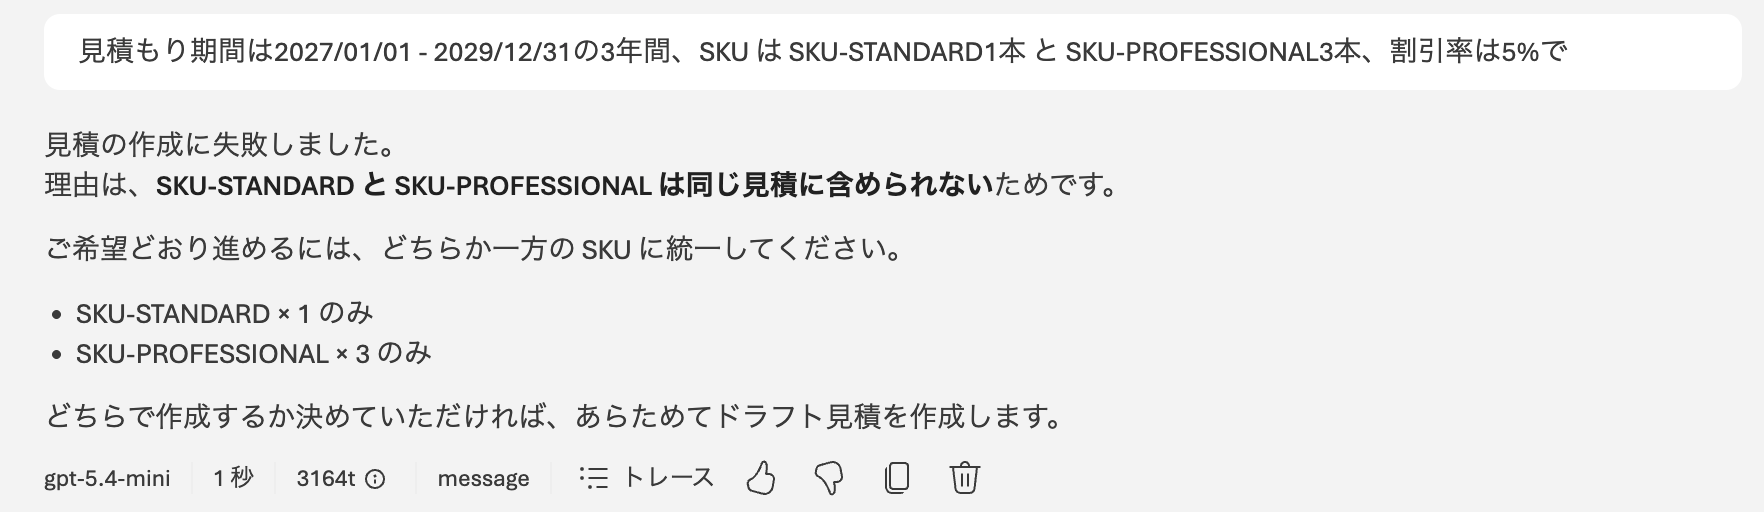 見積もり期間は2027/01/01 - 2029/12/31の3年間、SKU は SKU-STANDARD1本 と SKU-PROFESSIONAL3本、割引率は5%で
見積の作成に失敗しました。
理由は、SKU-STANDARD と SKU-PROFESSIONAL は同じ見積に含められないためです。
ご希望どおり進めるには、どちらか一方の SKU に統一してください。
• SKU-STANDARD × 1 のみ
• SKU-PROFESSIONAL × 3 のみ
どちらで作成するか決めていただければ、あらためてドラフト見積を作成します。
gpt-5.4-mini 1 秒 3164t message トレース